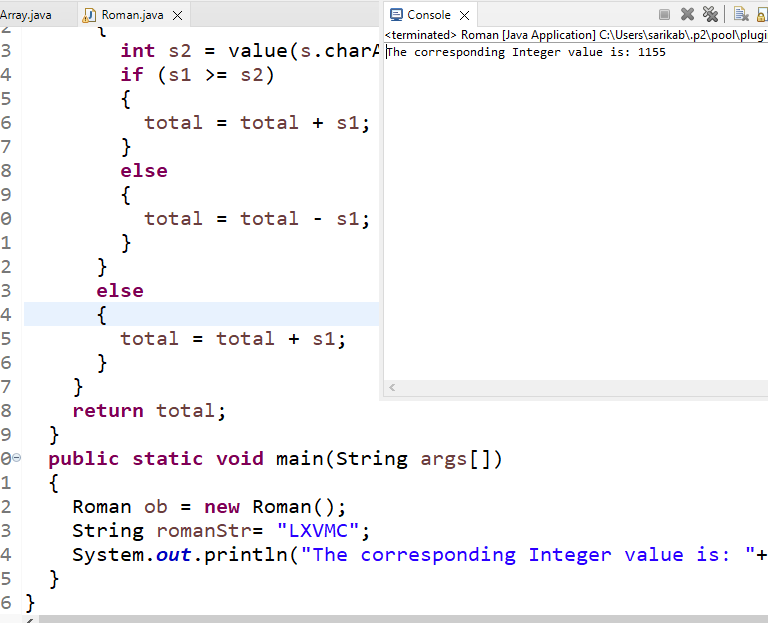 Array.java
Roman.java
{
3 int s2 = value(s.charA
4 if (s1 >= s2)
5 {
6 total = total + s1;
7 }
8 else
9 {
0 total = total - s1;
1 }
2 }
3 else
4 {
5 total = total + s1;
6 }
7 }
8 return total;
9 }
0 public static void main(String args[])
1 {
2 Roman ob = new Roman();
3 String romanStr= "LXVMC";
4 System.out.println("The corresponding Integer value is: "+
5 }
6 }
Console
<terminated> Roman [Java Application] C:\Users\sarikab\.p2\pool\plugi
The corresponding Integer value is: 1155